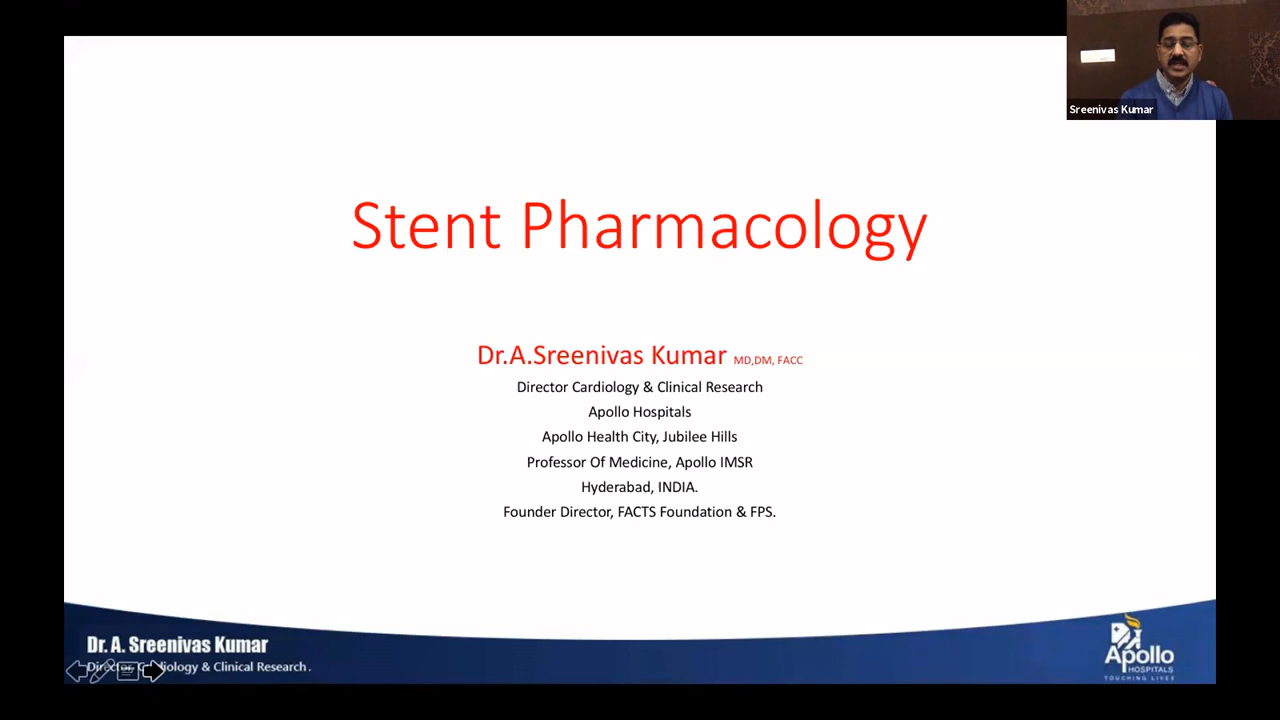 Sreenivas Kumar
Stent Pharmacology
Dr.A.Sreenivas Kumar MD,DM, FACC
Director Cardiology & Clinical Research
Apollo Hospitals
Apollo Health City, Jubilee Hills
Professor Of Medicine, Apollo IMSR
Hyderabad, INDIA.
Founder Director, FACTS Foundation & FPS.
Dr. A. Sreenivas Kumar
Director, Cardiology & Clinical Research.
Apollo
HOSPITALS
TOUCHING LIVES